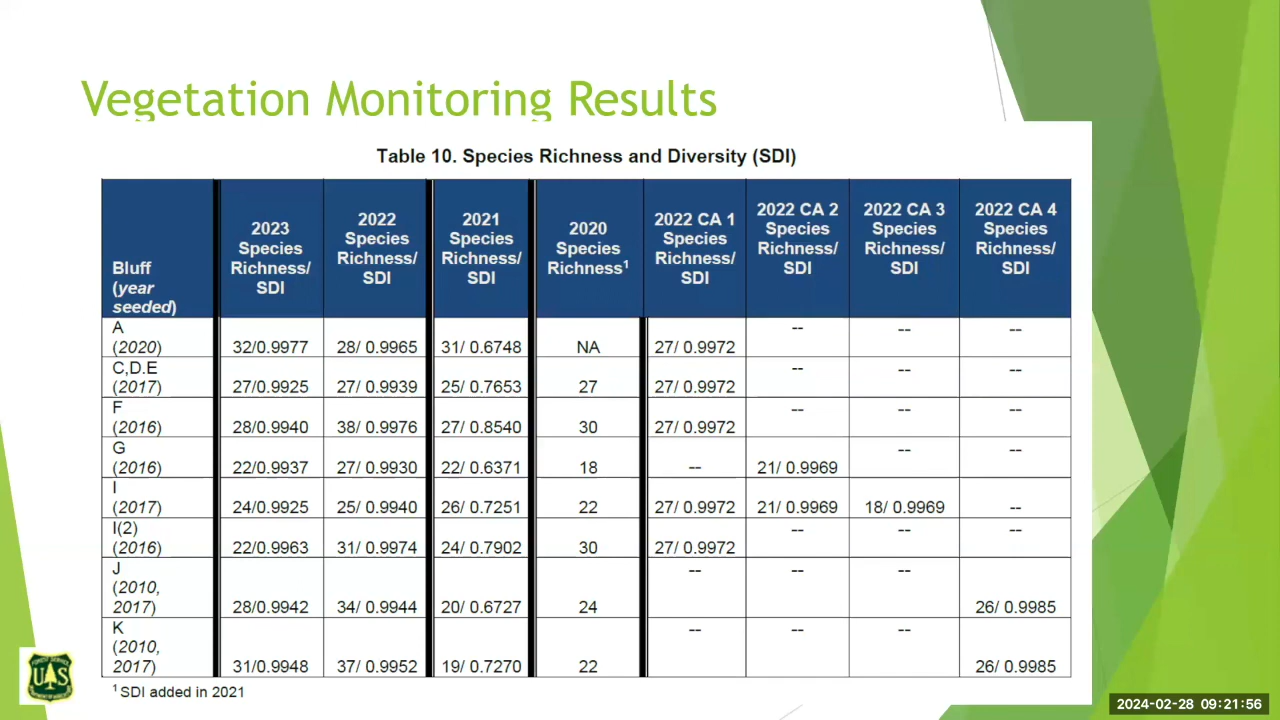 Vegetation Monitoring Results
Table 10. Species Richness and Diversity (SDI)
Bluff (year seeded) 2023 Species Richness/ SDI 2022 Species Richness/ SDI 2021 Species Richness/ SDI 2020 Species Richness1 2022 CA 1 Species Richness/ SDI 2022 CA 2 Species Richness/ SDI 2022 CA 3 Species Richness/ SDI 2022 CA 4 Species Richness/ SDI
A (2020) 32/0.9977 28/ 0.9965 31/ 0.6748 NA 27/ 0.9972 -- -- --
C,D.E (2017) 27/0.9925 27/ 0.9939 25/ 0.7653 27 27/ 0.9972 -- -- --
F (2016) 28/0.9940 38/ 0.9976 27/ 0.8540 30 27/ 0.9972 -- -- --
G (2016) 22/0.9937 27/ 0.9930 22/ 0.6371 18 -- 21/ 0.9969 -- --
I (2017) 24/0.9925 25/ 0.9940 26/ 0.7251 22 27/ 0.9972 21/ 0.9969 18/ 0.9969 --
I(2) (2016) 22/0.9963 31/ 0.9974 24/ 0.7902 30 27/ 0.9972 -- -- --
J (2010, 2017) 28/0.9942 34/ 0.9944 20/ 0.6727 24 -- -- -- 26/ 0.9985
K (2010, 2017) 31/0.9948 37/ 0.9952 19/ 0.7270 22 -- -- -- 26/ 0.9985
1 SDI added in 2021
FOREST SERVICE
U S
2024-02-28 09:21:56